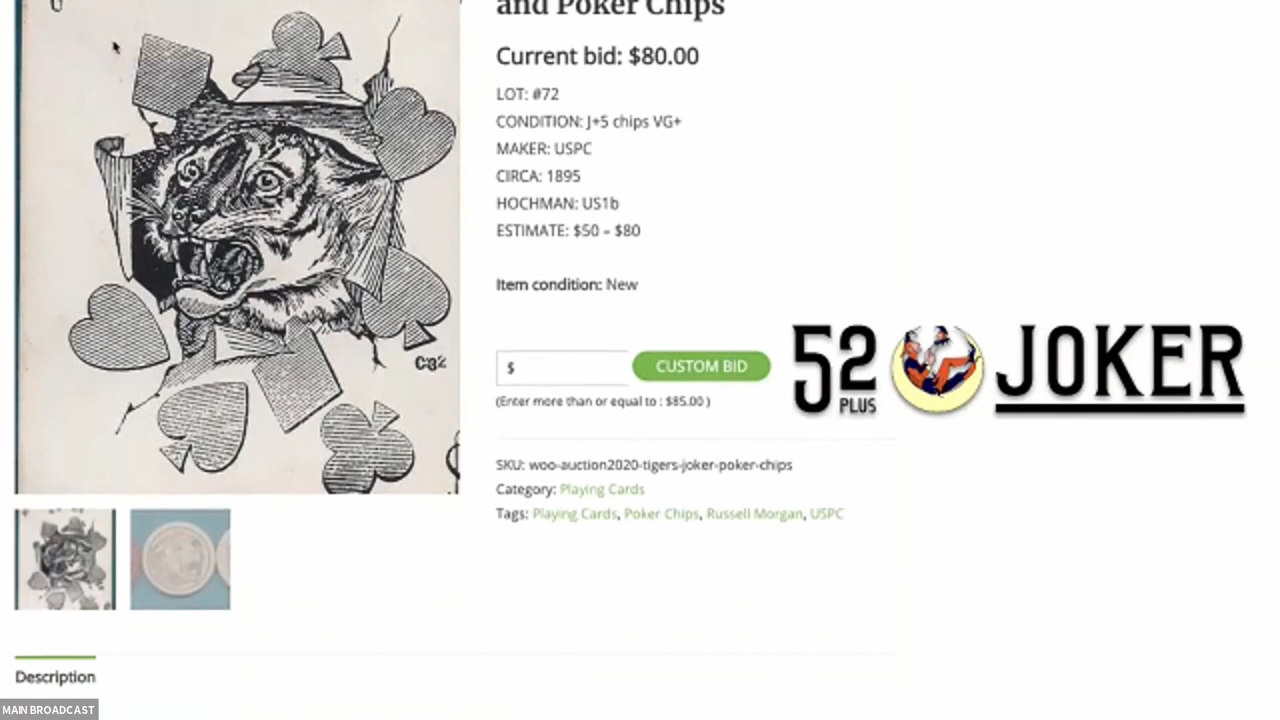 and Poker Chips
Current bid: $80.00
LOT: #72
CONDITION: J+5 chips VG+
MAKER: USPC
CIRCA: 1895
HOCHMAN: US1b
ESTIMATE: $50 – $80
Item condition: New
$
CUSTOM BID
(Enter more than or equal to : $85.00 )
52 PLUS JOKER
SKU: woo-auction2020-tigers-joker-poker-chips
Category: Playing Cards
Tags: Playing Cards, Poker Chips, Russell Morgan, USPC
Description
MAIN BROADCAST